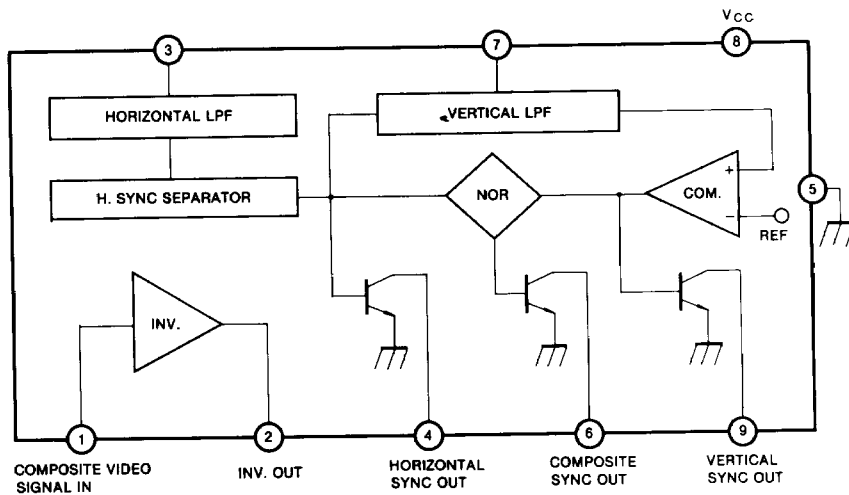 VCC
3
7
8
HORIZONTAL LPF
VERTICAL LPF
H. SYNC SEPARATOR
NOR
+
COM.
−
REF
5
INV.
1
2
4
6
9
COMPOSITE VIDEO
SIGNAL IN
INV. OUT
HORIZONTAL
SYNC OUT
COMPOSITE
SYNC OUT
VERTICAL
SYNC OUT